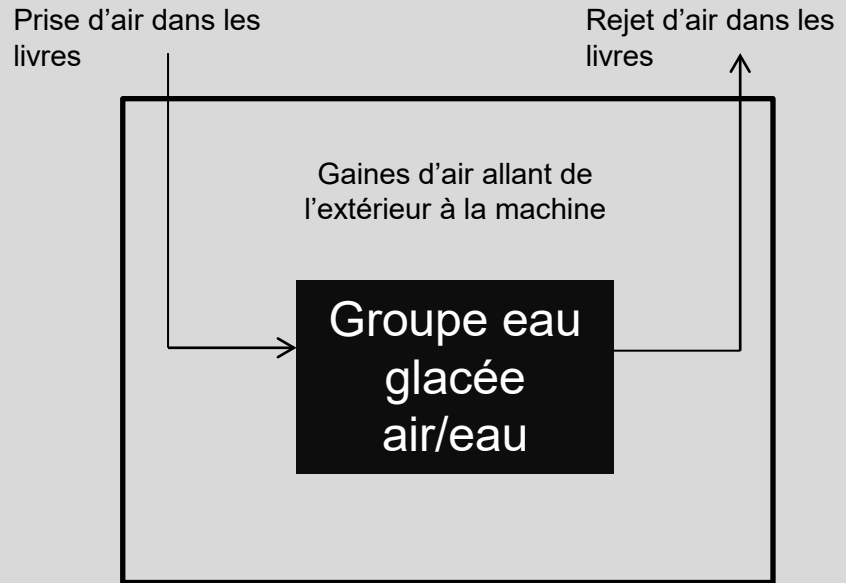 Prise d'air dans les
livres
Rejet d'air dans les
livres
Gaines d'air allant de
l'extérieur à la machine
Groupe eau
glacée
air/eau